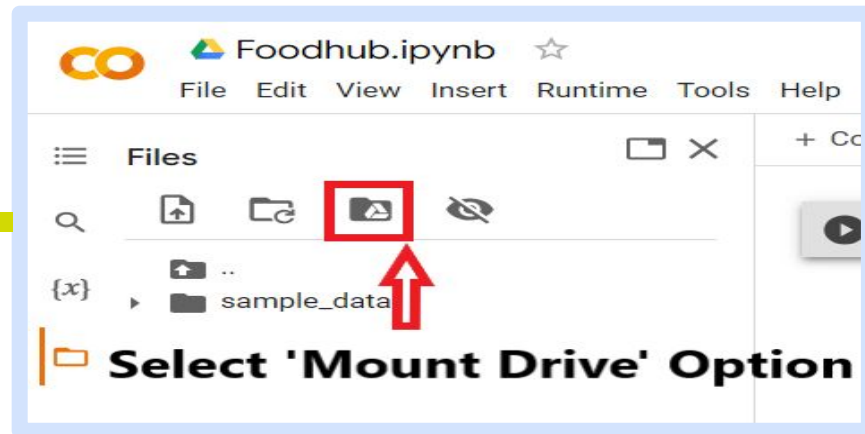 Foodhub.ipynb
File Edit View Insert Runtime Tools Help
Files
+ Co
{x}
..
sample_data
Select 'Mount Drive' Option